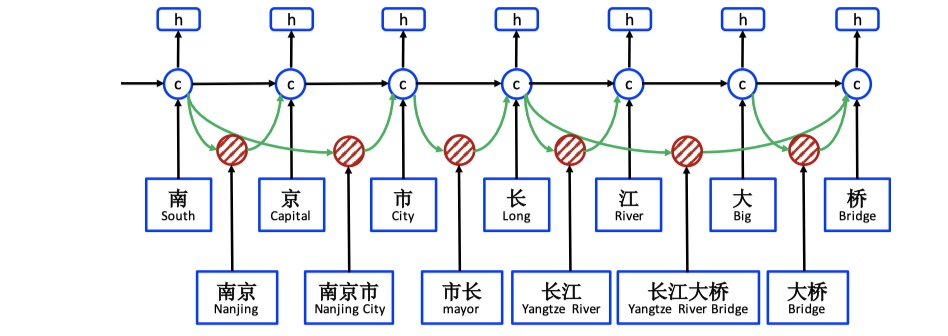 h h h h h h h
c c c c c c c
南 京 市 长 江 大 桥
South Capital City Long River Big Bridge
南京 南京市 市长 长江 长江大桥 大桥
Nanjing Nanjing City mayor Yangtze River Yangtze River Bridge Bridge